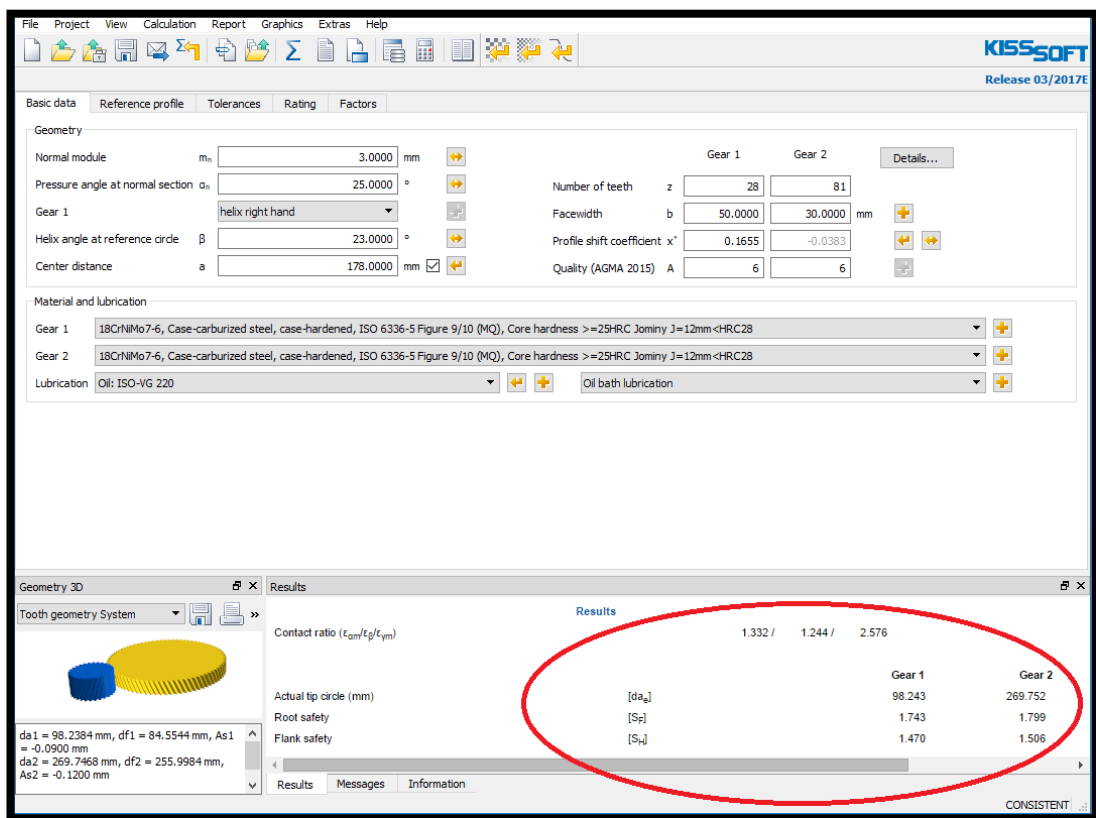 File Project View Calculation Report Graphics Extras Help
KISSSOFT
Release 03/2017E
Basic data Reference profile Tolerances Rating Factors
Geometry
Normal module mn 3.0000 mm Gear 1 Gear 2 Details...
Pressure angle at normal section αn 25.0000 ° Number of teeth z 28 81
Gear 1 helix right hand Facewidth b 50.0000 30.0000 mm
Helix angle at reference circle β 23.0000 ° Profile shift coefficient x* 0.1655 -0.0383
Center distance a 178.0000 mm Quality (AGMA 2015) A 6 6
Material and lubrication
Gear 1 18CrNiMo7-6, Case-carburized steel, case-hardened, ISO 6336-5 Figure 9/10 (MQ), Core hardness >=25HRC Jominy J=12mm<HRC28
Gear 2 18CrNiMo7-6, Case-carburized steel, case-hardened, ISO 6336-5 Figure 9/10 (MQ), Core hardness >=25HRC Jominy J=12mm<HRC28
Lubrication Oil: ISO-VG 220 Oil bath lubrication
Geometry 3D
Tooth geometry System »
da1 = 98.2384 mm, df1 = 84.5544 mm, As1
= -0.0900 mm
da2 = 269.7468 mm, df2 = 255.9984 mm,
As2 = -0.1200 mm
Results
Results
Contact ratio (εαm/εβ/εγm) 1.332 / 1.244 / 2.576
Gear 1 Gear 2
Actual tip circle (mm) [dae] 98.243 269.752
Root safety [SF] 1.743 1.799
Flank safety [SH] 1.470 1.506
Results Messages Information
CONSISTENT